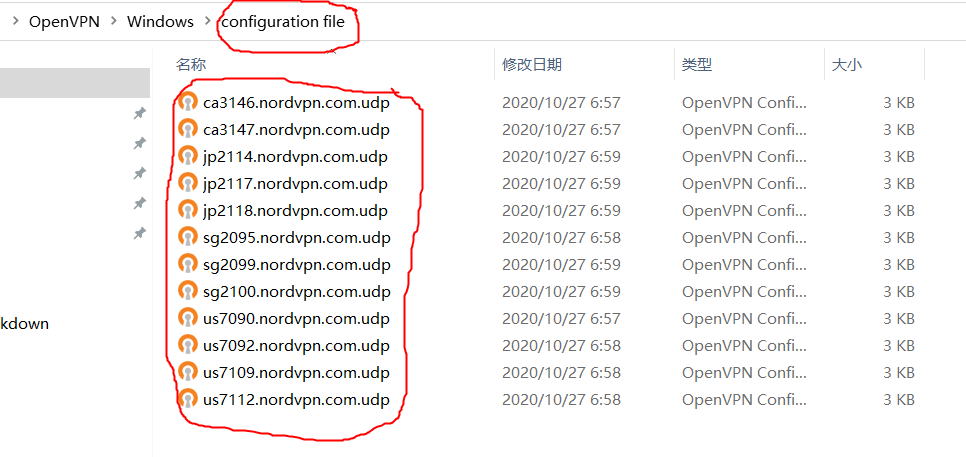 OpenVPN > Windows > configuration file
名称 修改日期 类型 大小
ca3146.nordvpn.com.udp 2020/10/27 6:57 OpenVPN Confi... 3 KB
ca3147.nordvpn.com.udp 2020/10/27 6:57 OpenVPN Confi... 3 KB
jp2114.nordvpn.com.udp 2020/10/27 6:59 OpenVPN Confi... 3 KB
jp2117.nordvpn.com.udp 2020/10/27 6:59 OpenVPN Confi... 3 KB
jp2118.nordvpn.com.udp 2020/10/27 6:59 OpenVPN Confi... 3 KB
sg2095.nordvpn.com.udp 2020/10/27 6:58 OpenVPN Confi... 3 KB
sg2099.nordvpn.com.udp 2020/10/27 6:59 OpenVPN Confi... 3 KB
sg2100.nordvpn.com.udp 2020/10/27 6:59 OpenVPN Confi... 3 KB
us7090.nordvpn.com.udp 2020/10/27 6:57 OpenVPN Confi... 3 KB
kdown
us7092.nordvpn.com.udp 2020/10/27 6:58 OpenVPN Confi... 3 KB
us7109.nordvpn.com.udp 2020/10/27 6:58 OpenVPN Confi... 3 KB
us7112.nordvpn.com.udp 2020/10/27 6:58 OpenVPN Confi... 3 KB